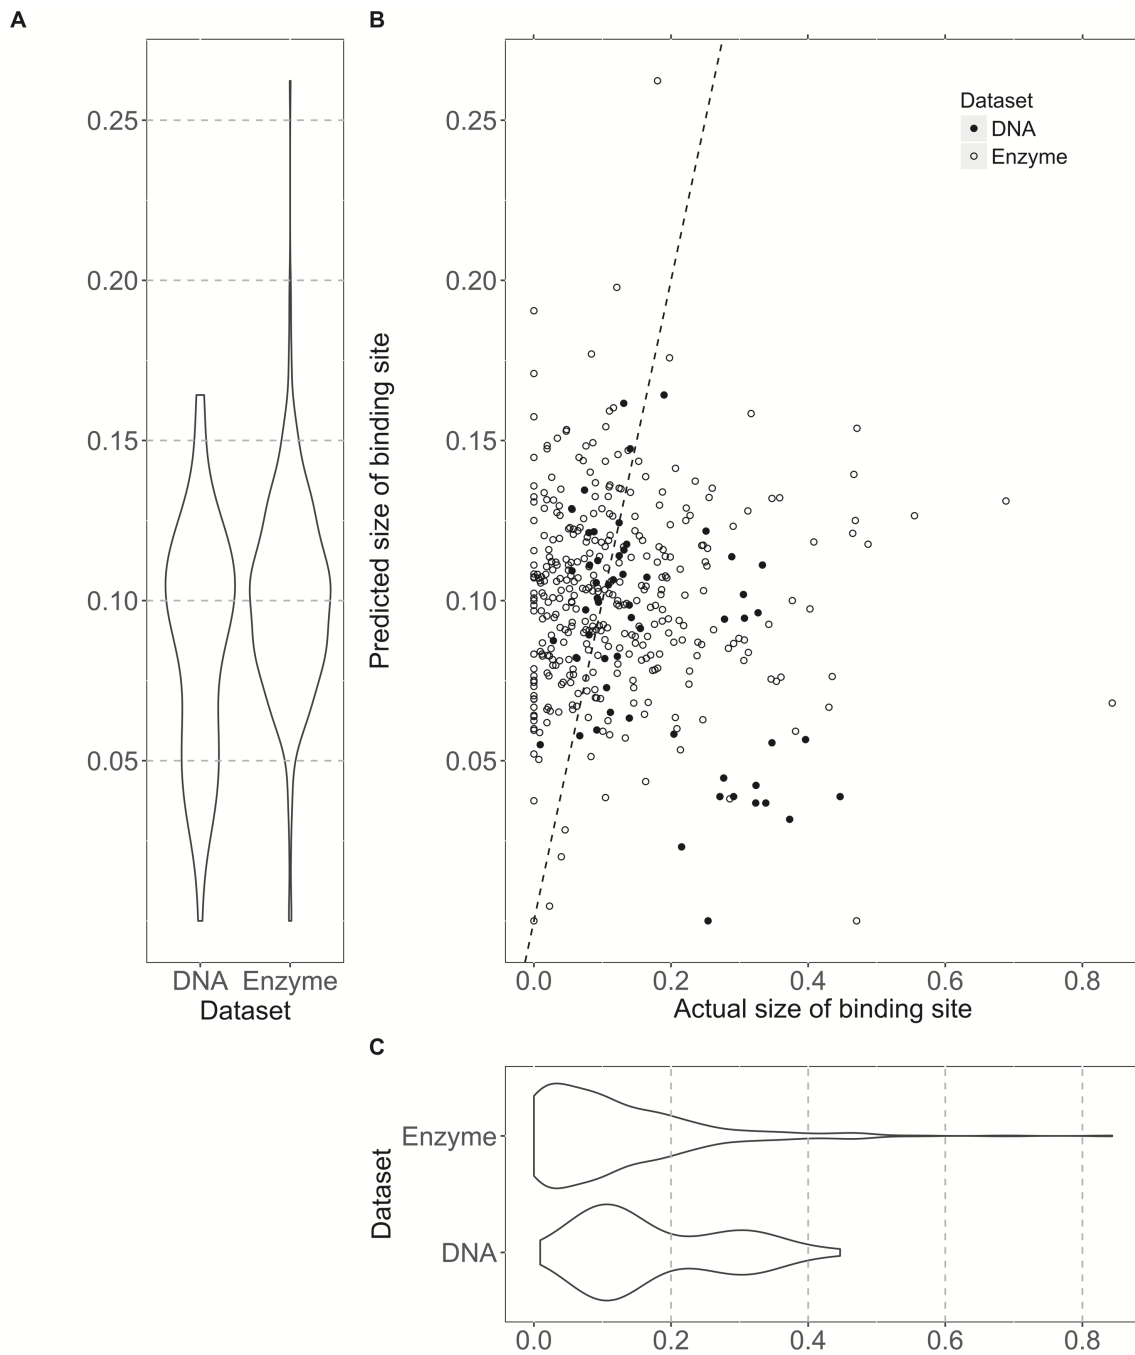 A
B
0.25
0.20
0.15
0.10
0.05
DNA Enzyme
Dataset
Predicted size of binding site
0.25
0.20
0.15
0.10
0.05
Dataset
DNA
Enzyme
0.0 0.2 0.4 0.6 0.8
Actual size of binding site
C
Dataset
Enzyme
DNA
0.0 0.2 0.4 0.6 0.8